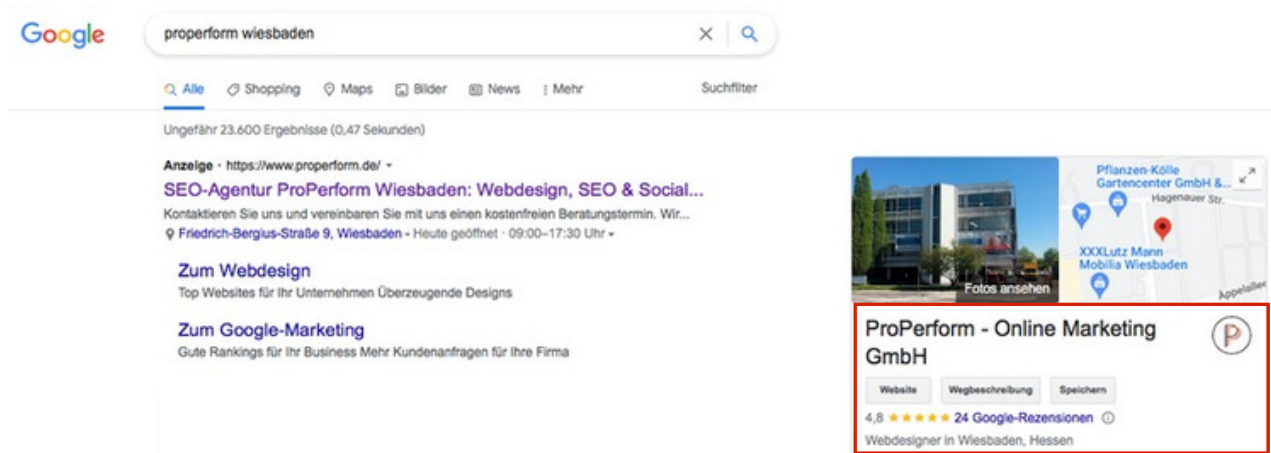 Google
properform wiesbaden
Alle Shopping Maps Bilder News Mehr Suchfilter
Ungefähr 23.600 Ergebnisse (0,47 Sekunden)
Anzeige · https://www.properform.de/
SEO-Agentur ProPerform Wiesbaden: Webdesign, SEO & Social...
Kontaktieren Sie uns und vereinbaren Sie mit uns einen kostenfreien Beratungstermin. Wir...
Friedrich-Bergius-Straße 9, Wiesbaden - Heute geöffnet · 09:00–17:30 Uhr
Zum Webdesign
Top Websites für Ihr Unternehmen Überzeugende Designs
Zum Google-Marketing
Gute Rankings für Ihr Business Mehr Kundenanfragen für Ihre Firma
Fotos ansehen
Pflanzen-Kölle
Gartencenter GmbH &...
Hagenauer Str.
XXXLutz Mann
Mobilia Wiesbaden
Appelaller
ProPerform - Online Marketing
GmbH
P
Website Wegbeschreibung Speichern
4,8 ★★★★★ 24 Google-Rezensionen
Webdesigner in Wiesbaden, Hessen